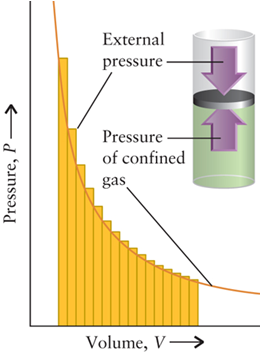 External
pressure
Pressure
of confined
gas
Pressure, P
Volume, V